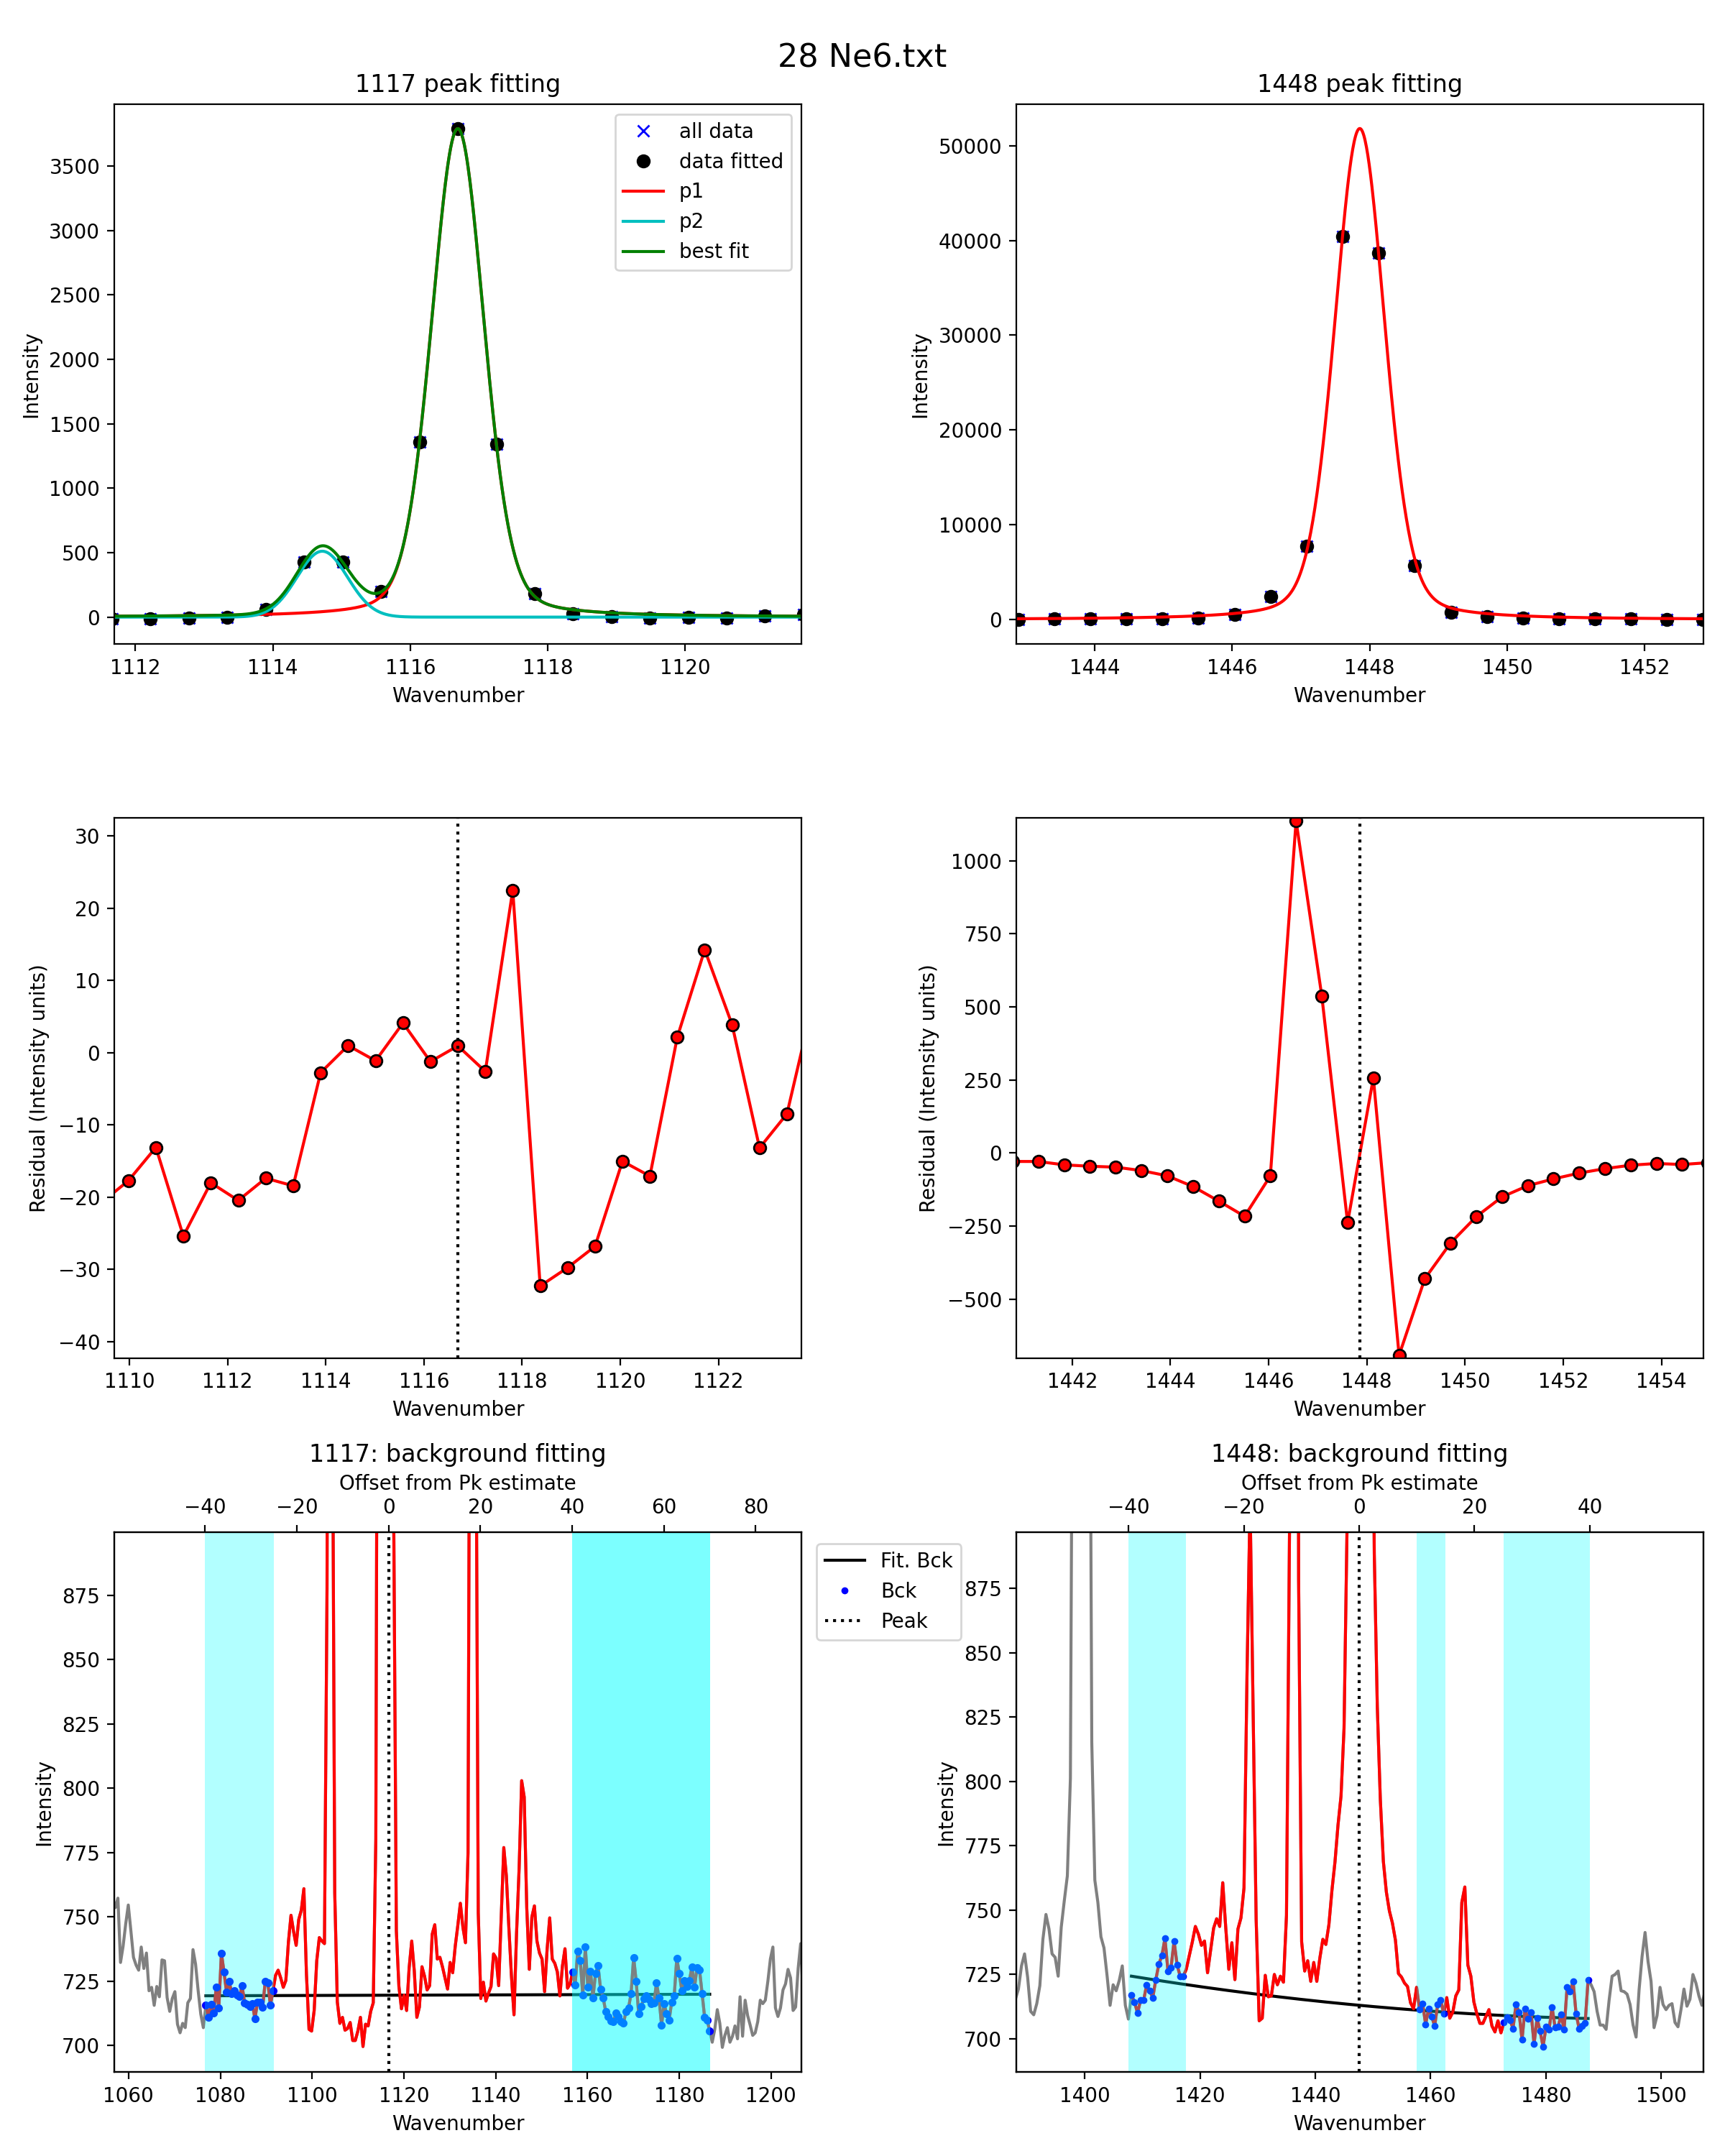 28 Ne6.txt
1117 peak fitting
all data
data fitted
p1
p2
best fit
3500
3000
2500
2000
1500
1000
500
0
Intensity
1112 1114 1116 1118 1120
Wavenumber
1448 peak fitting
50000
40000
30000
20000
10000
0
Intensity
1444 1446 1448 1450 1452
Wavenumber
30
20
10
0
−10
−20
−30
−40
Residual (Intensity units)
1110 1112 1114 1116 1118 1120 1122
Wavenumber
1000
750
500
250
0
−250
−500
Residual (Intensity units)
1442 1444 1446 1448 1450 1452 1454
Wavenumber
1117: background fitting
Offset from Pk estimate
−40 −20 0 20 40 60 80
875
850
825
800
775
750
725
700
Intensity
1060 1080 1100 1120 1140 1160 1180 1200
Wavenumber
Fit. Bck
Bck
Peak
1448: background fitting
Offset from Pk estimate
−40 −20 0 20 40
875
850
825
800
775
750
725
700
Intensity
1400 1420 1440 1460 1480 1500
Wavenumber